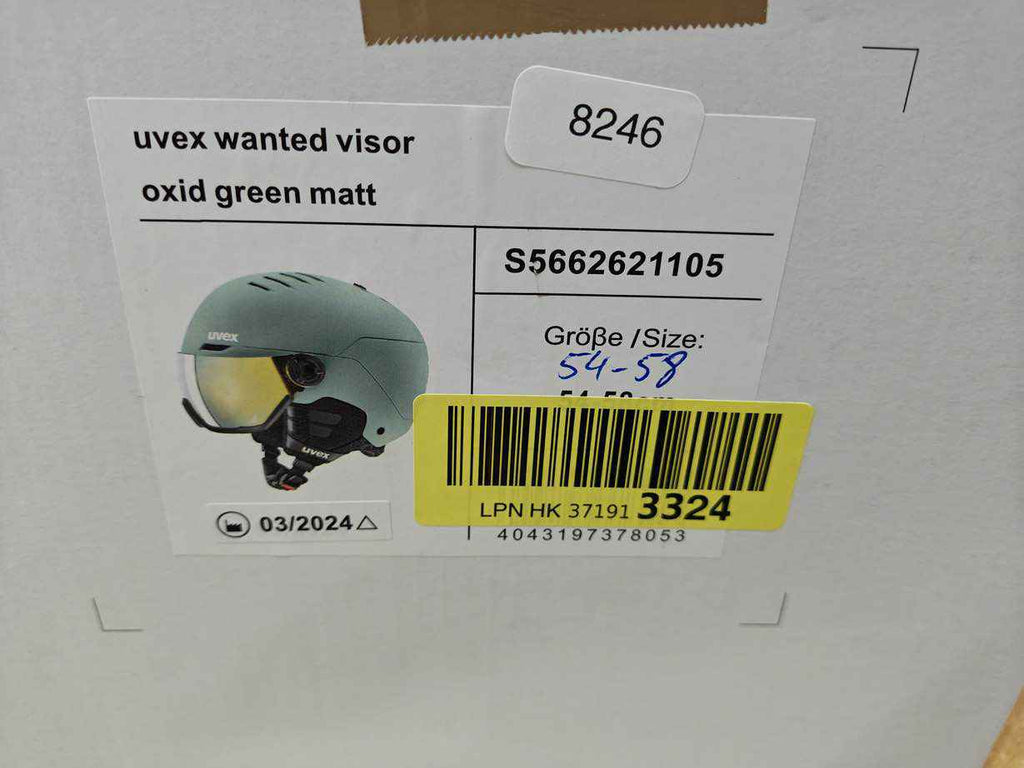 8246
uvex wanted visor
oxid green matt
S5662621105
Größe /Size:
54-58
uvex
uvex
03/2024
LPN HK 37191 3324
4043197378053